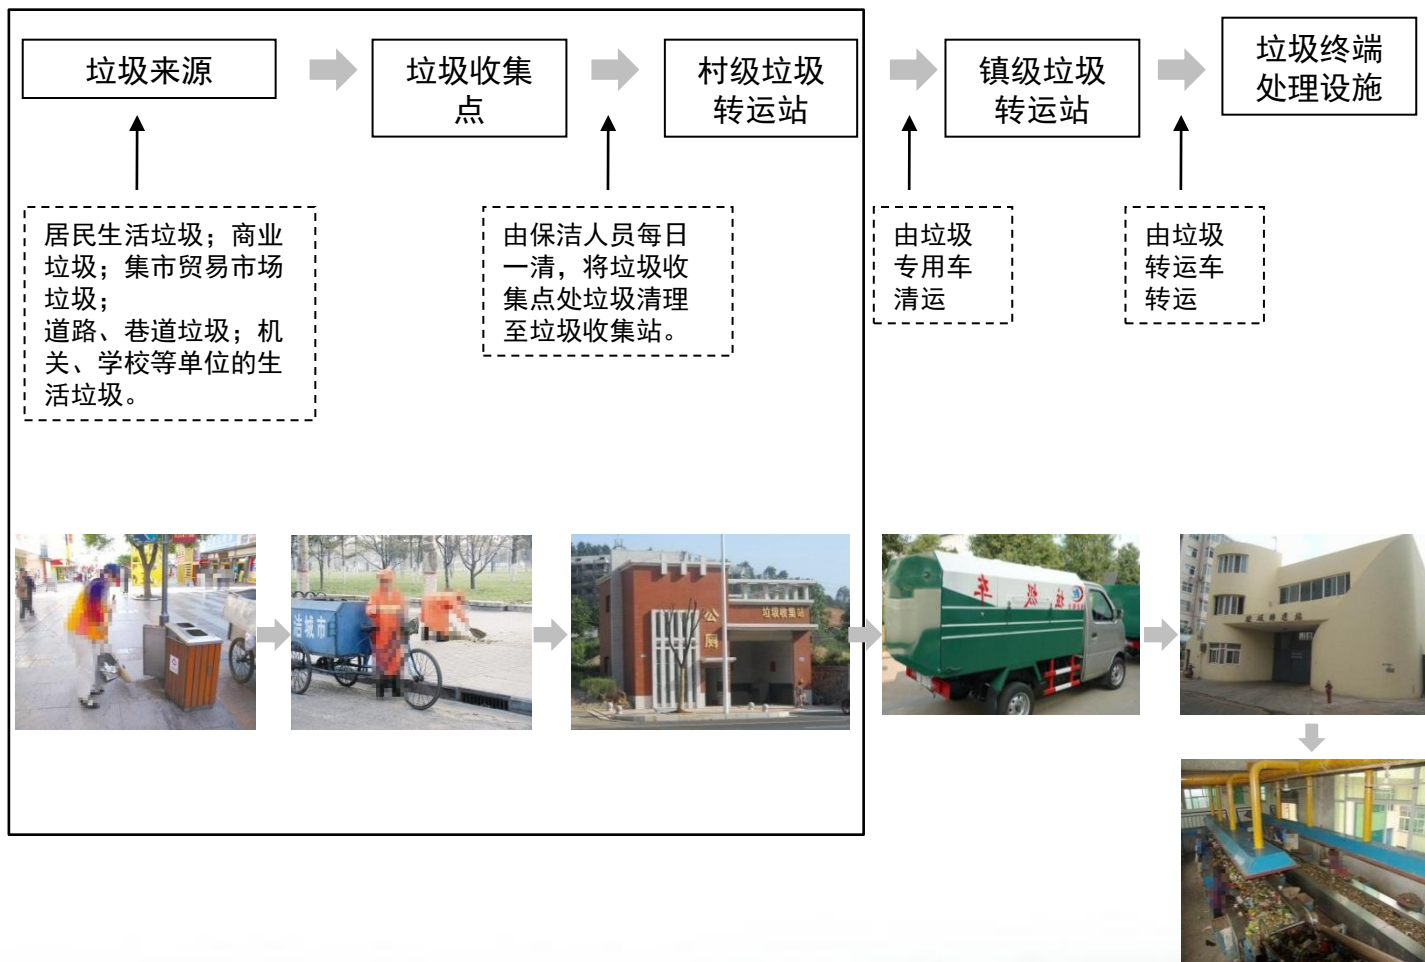 垃圾来源
垃圾收集
点
村级垃圾
转运站
镇级垃圾
转运站
垃圾终端
处理设施
居民生活垃圾；商业
垃圾；集市贸易市场
垃圾；
道路、巷道垃圾；机
关、学校等单位的生
活垃圾。
由保洁人员每日
一清，将垃圾收
集点处垃圾清理
至垃圾收集站。
由垃圾
专用车
清运
由垃圾
转运车
转运
洁城市
公厕
垃圾收集站
车圾垃